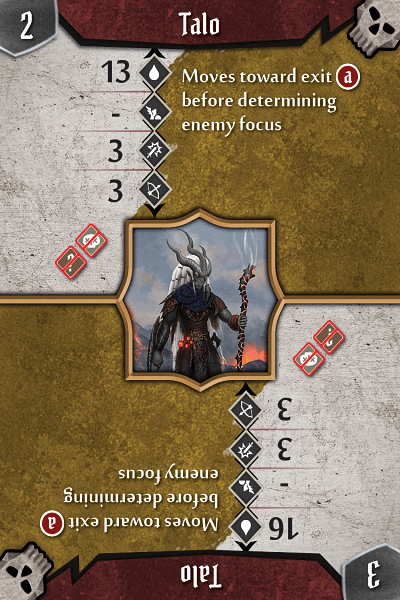 2
Talo
13
-
3
3
Moves toward exit a
before determining
enemy focus
3
Talo
16
-
3
3
Moves toward exit a
before determining
enemy focus